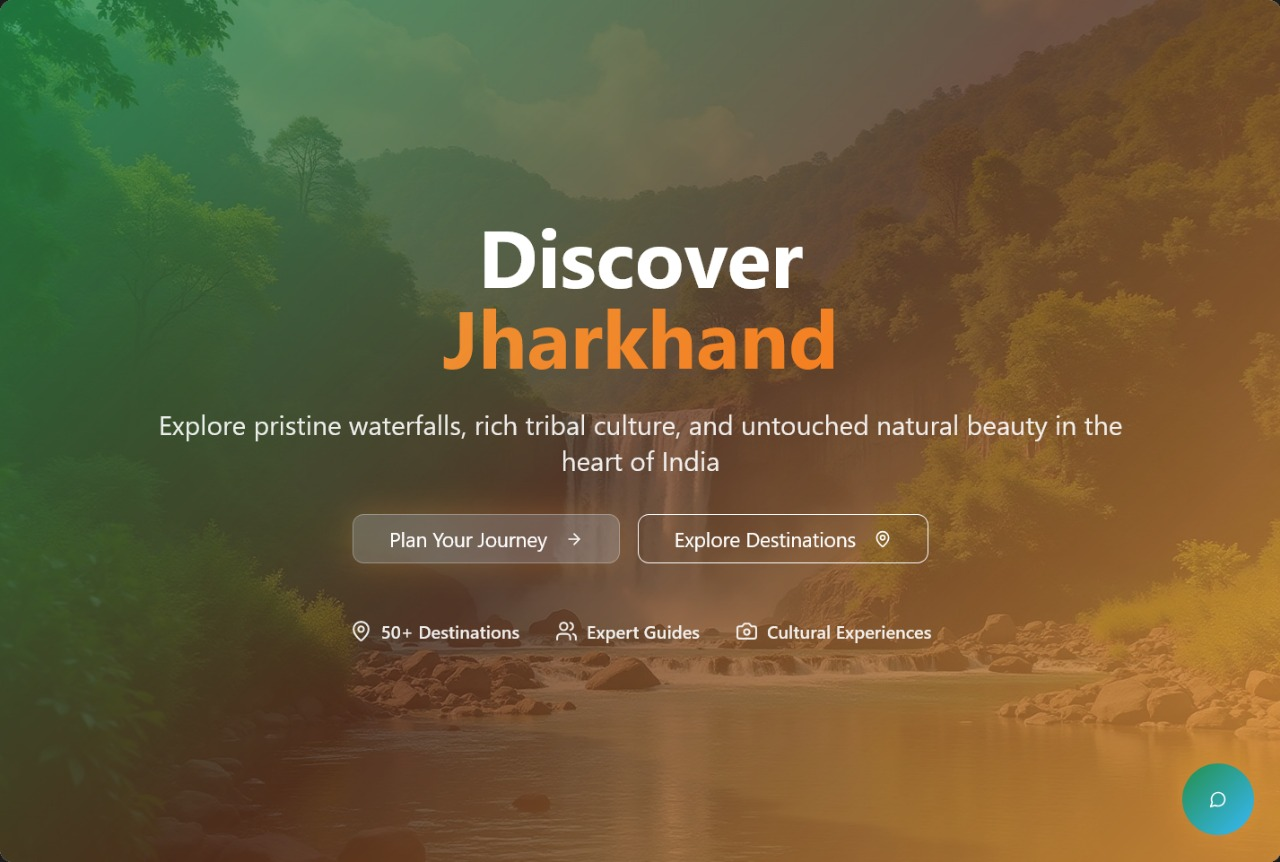 Discover
Jharkhand
Explore pristine waterfalls, rich tribal culture, and untouched natural beauty in the
heart of India
Plan Your Journey
Explore Destinations
50+ Destinations
Expert Guides
Cultural Experiences